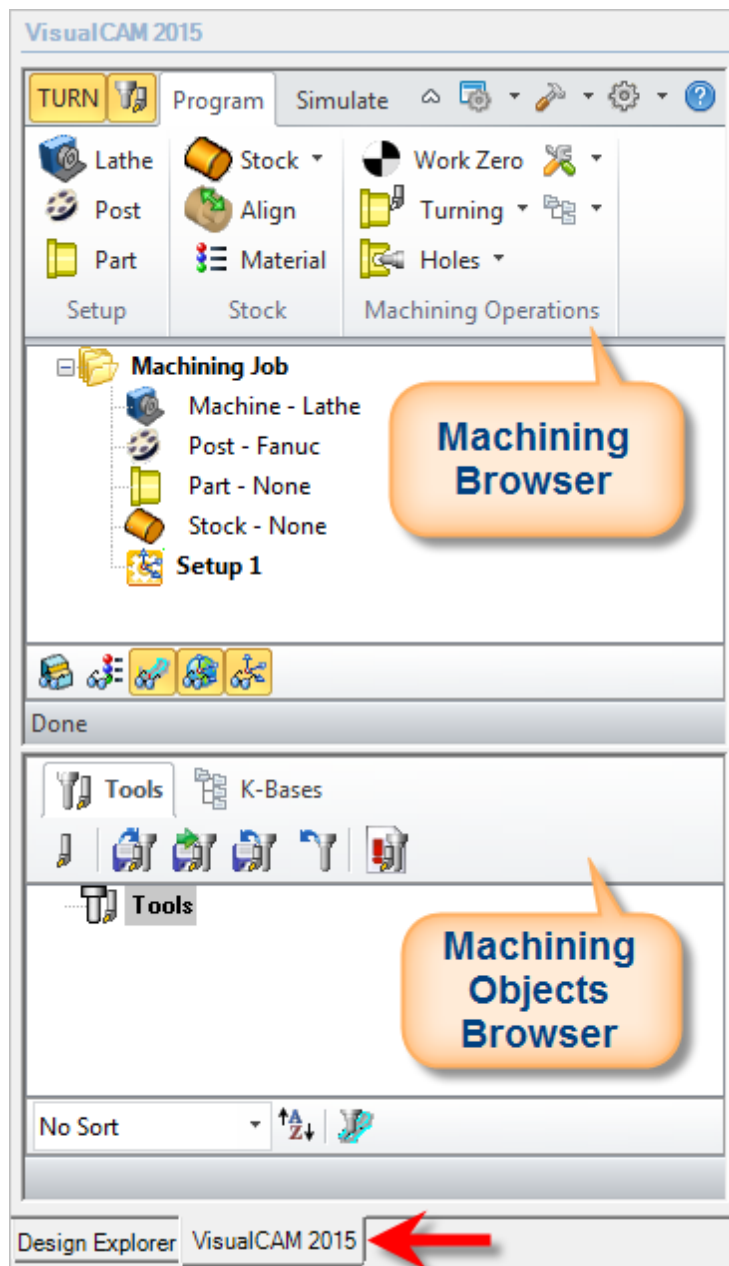 VisualCAM 2015
TURN Program Simulate
Lathe Stock Work Zero
Post Align Turning
Part Material Holes
Setup Stock Machining Operations
Machining Job
Machine - Lathe
Post - Fanuc
Part - None
Stock - None
Setup 1
Machining
Browser
Done
Tools K-Bases
Tools
Machining
Objects
Browser
No Sort
Design Explorer VisualCAM 2015